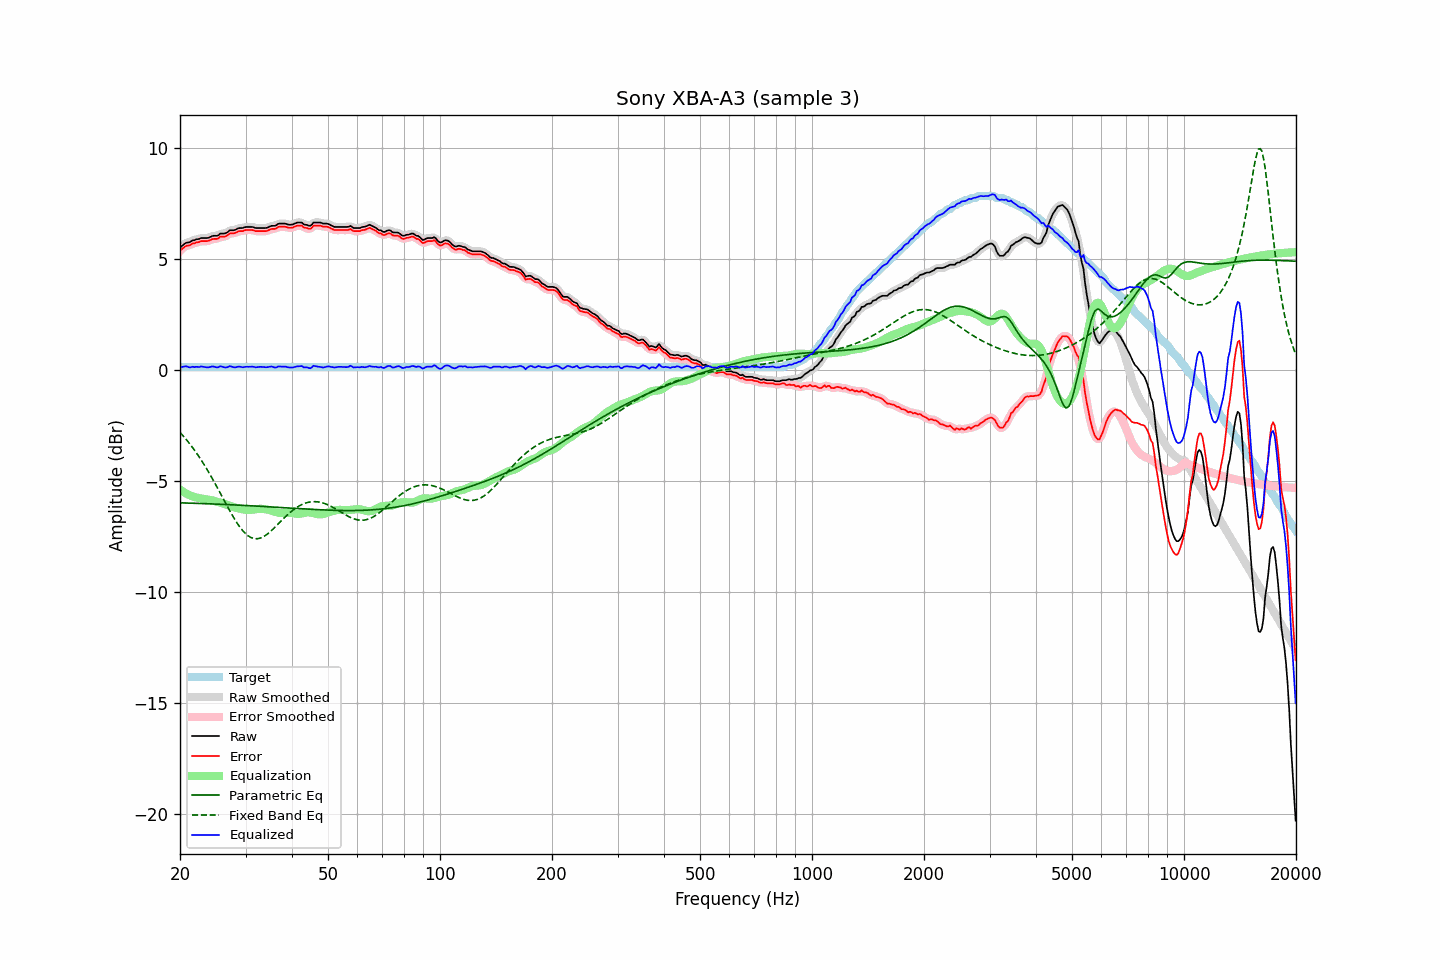 Sony XBA-A3 (sample 3)
Amplitude (dBr)
10
5
0
−5
−10
−15
−20
Target
Raw Smoothed
Error Smoothed
Raw
Error
Equalization
Parametric Eq
Fixed Band Eq
Equalized
20 50 100 200 500 1000 2000 5000 10000 20000
Frequency (Hz)